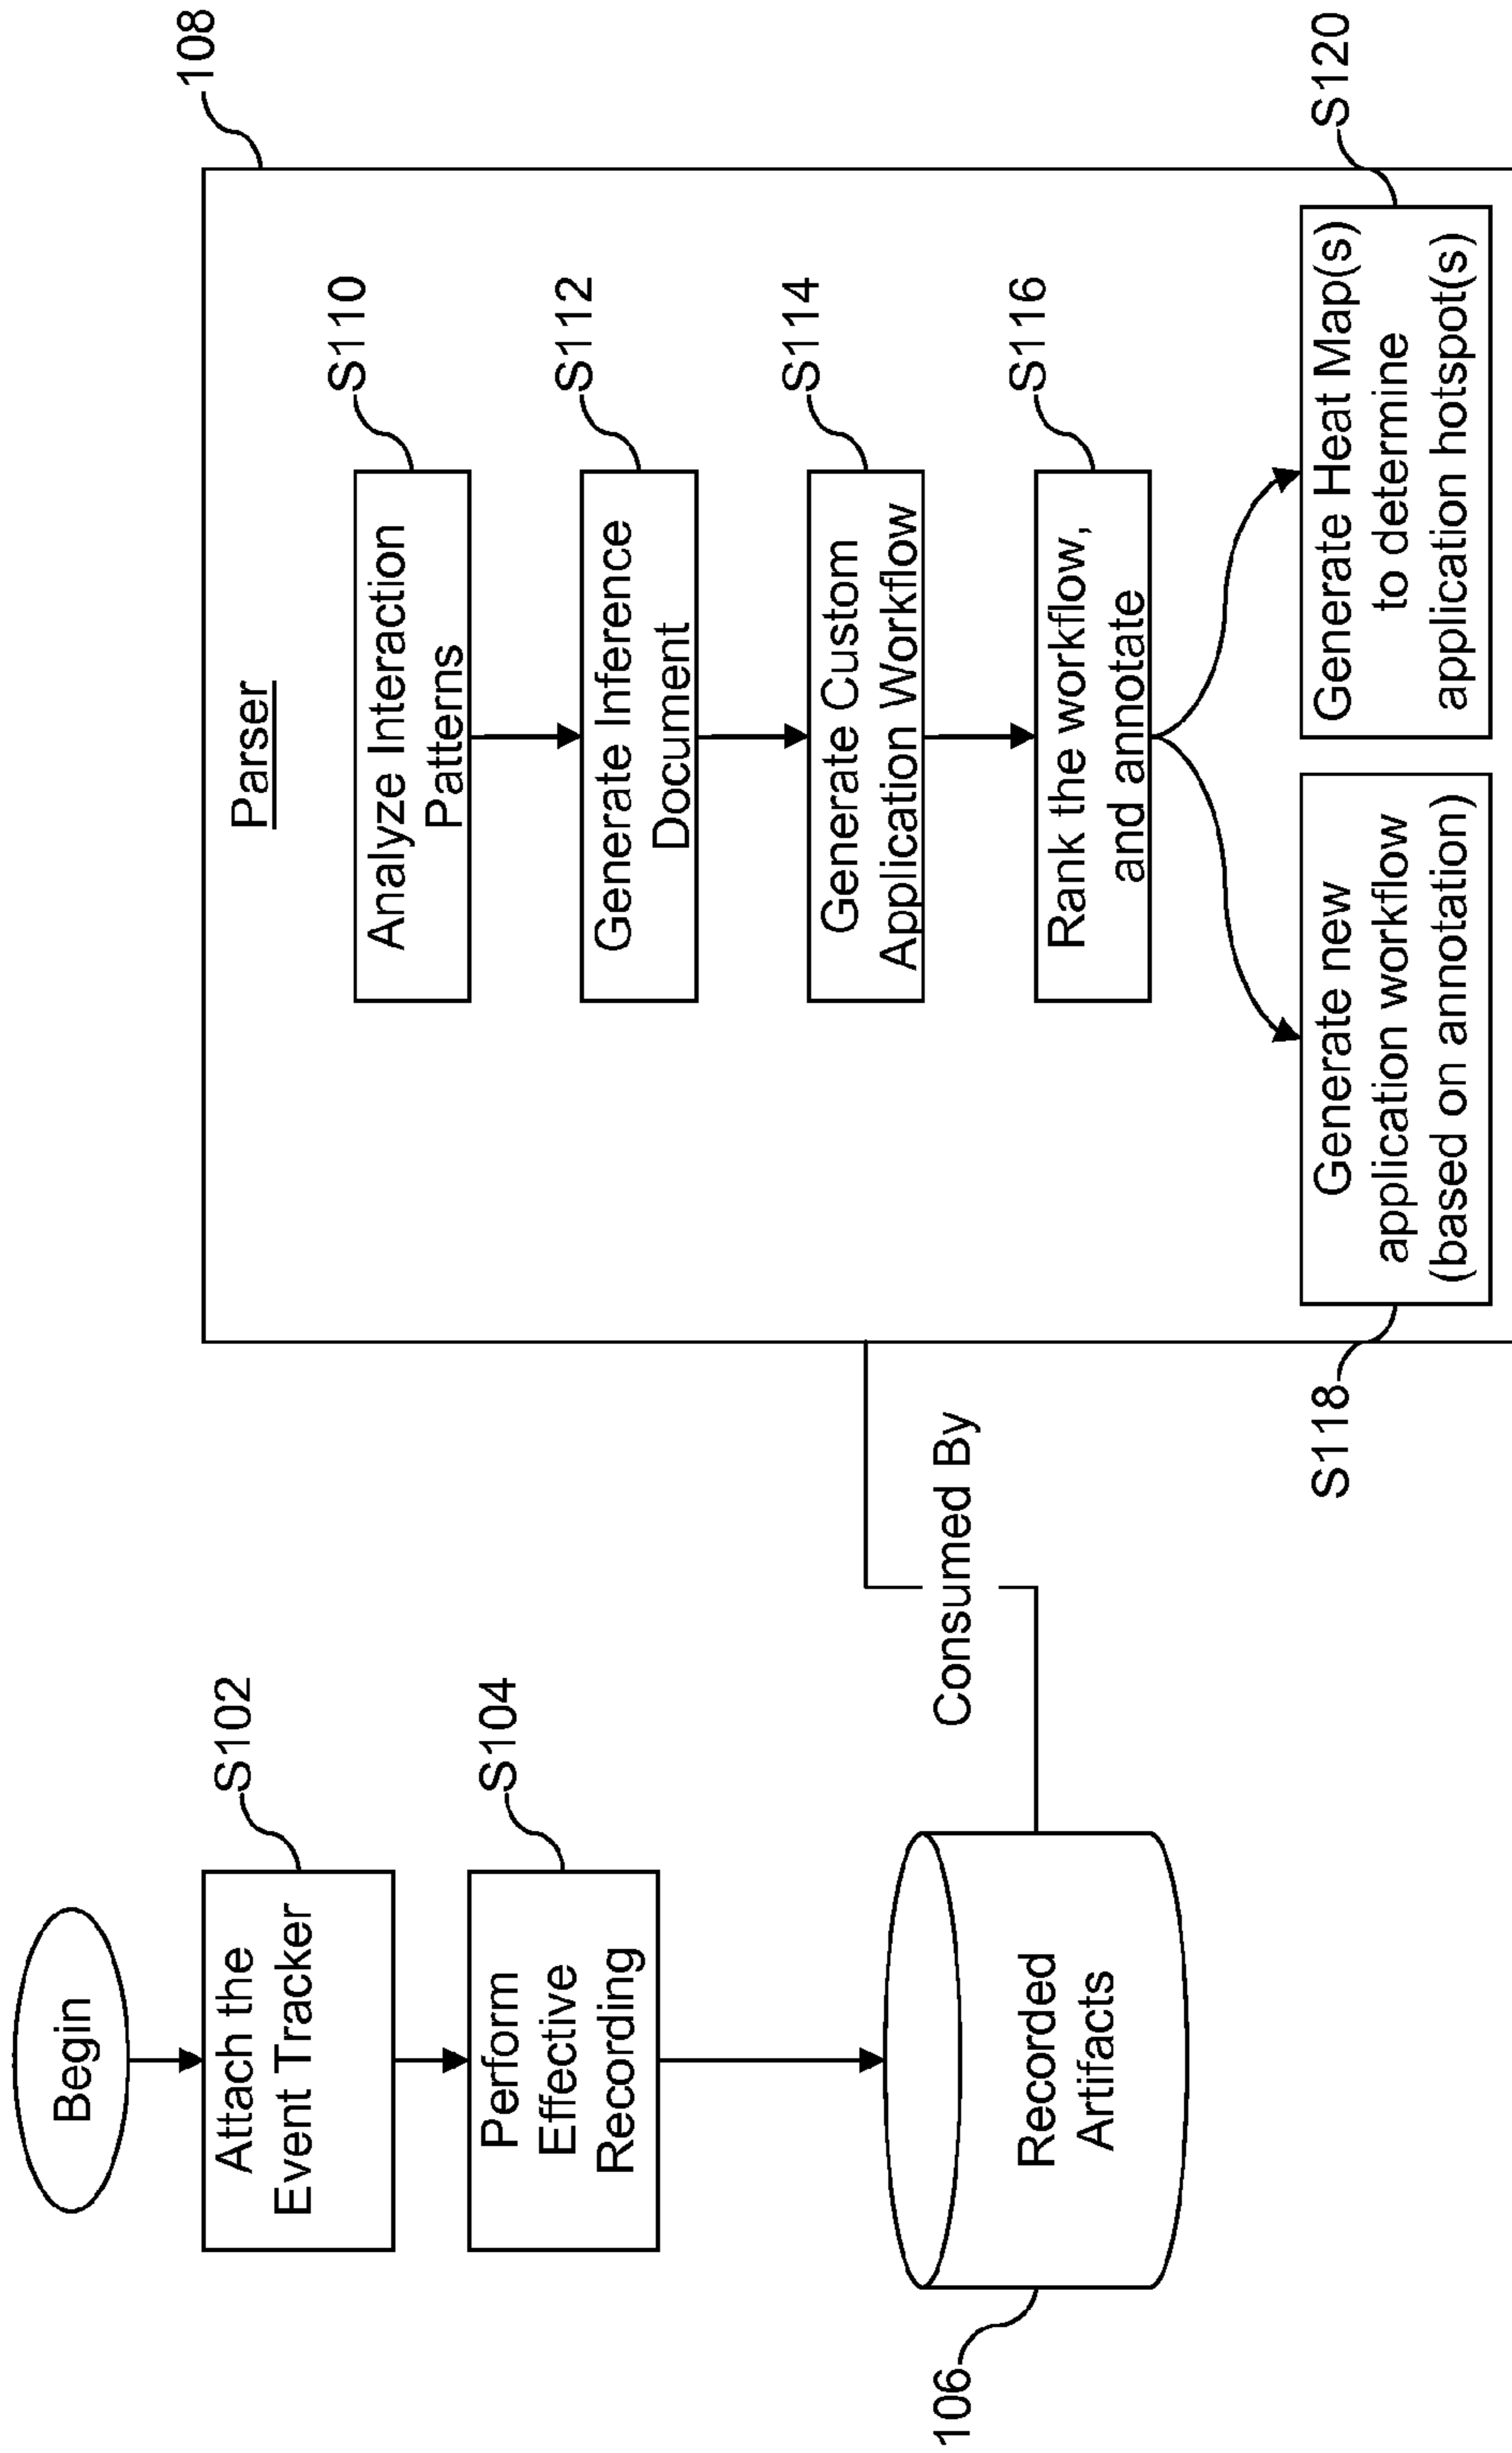 Begin
Attach the
Event Tracker
S102
Perform
Effective
Recording
S104
Recorded
Artifacts
106
Consumed By
108
Parser
Analyze Interaction
Patterns
S110
Generate Inference
Document
S112
Generate Custom
Application Workflow
S114
Rank the workflow,
and annotate
S116
Generate new
application workflow
(based on annotation)
S118
Generate Heat Map(s)
to determine
application hotspot(s)
S120